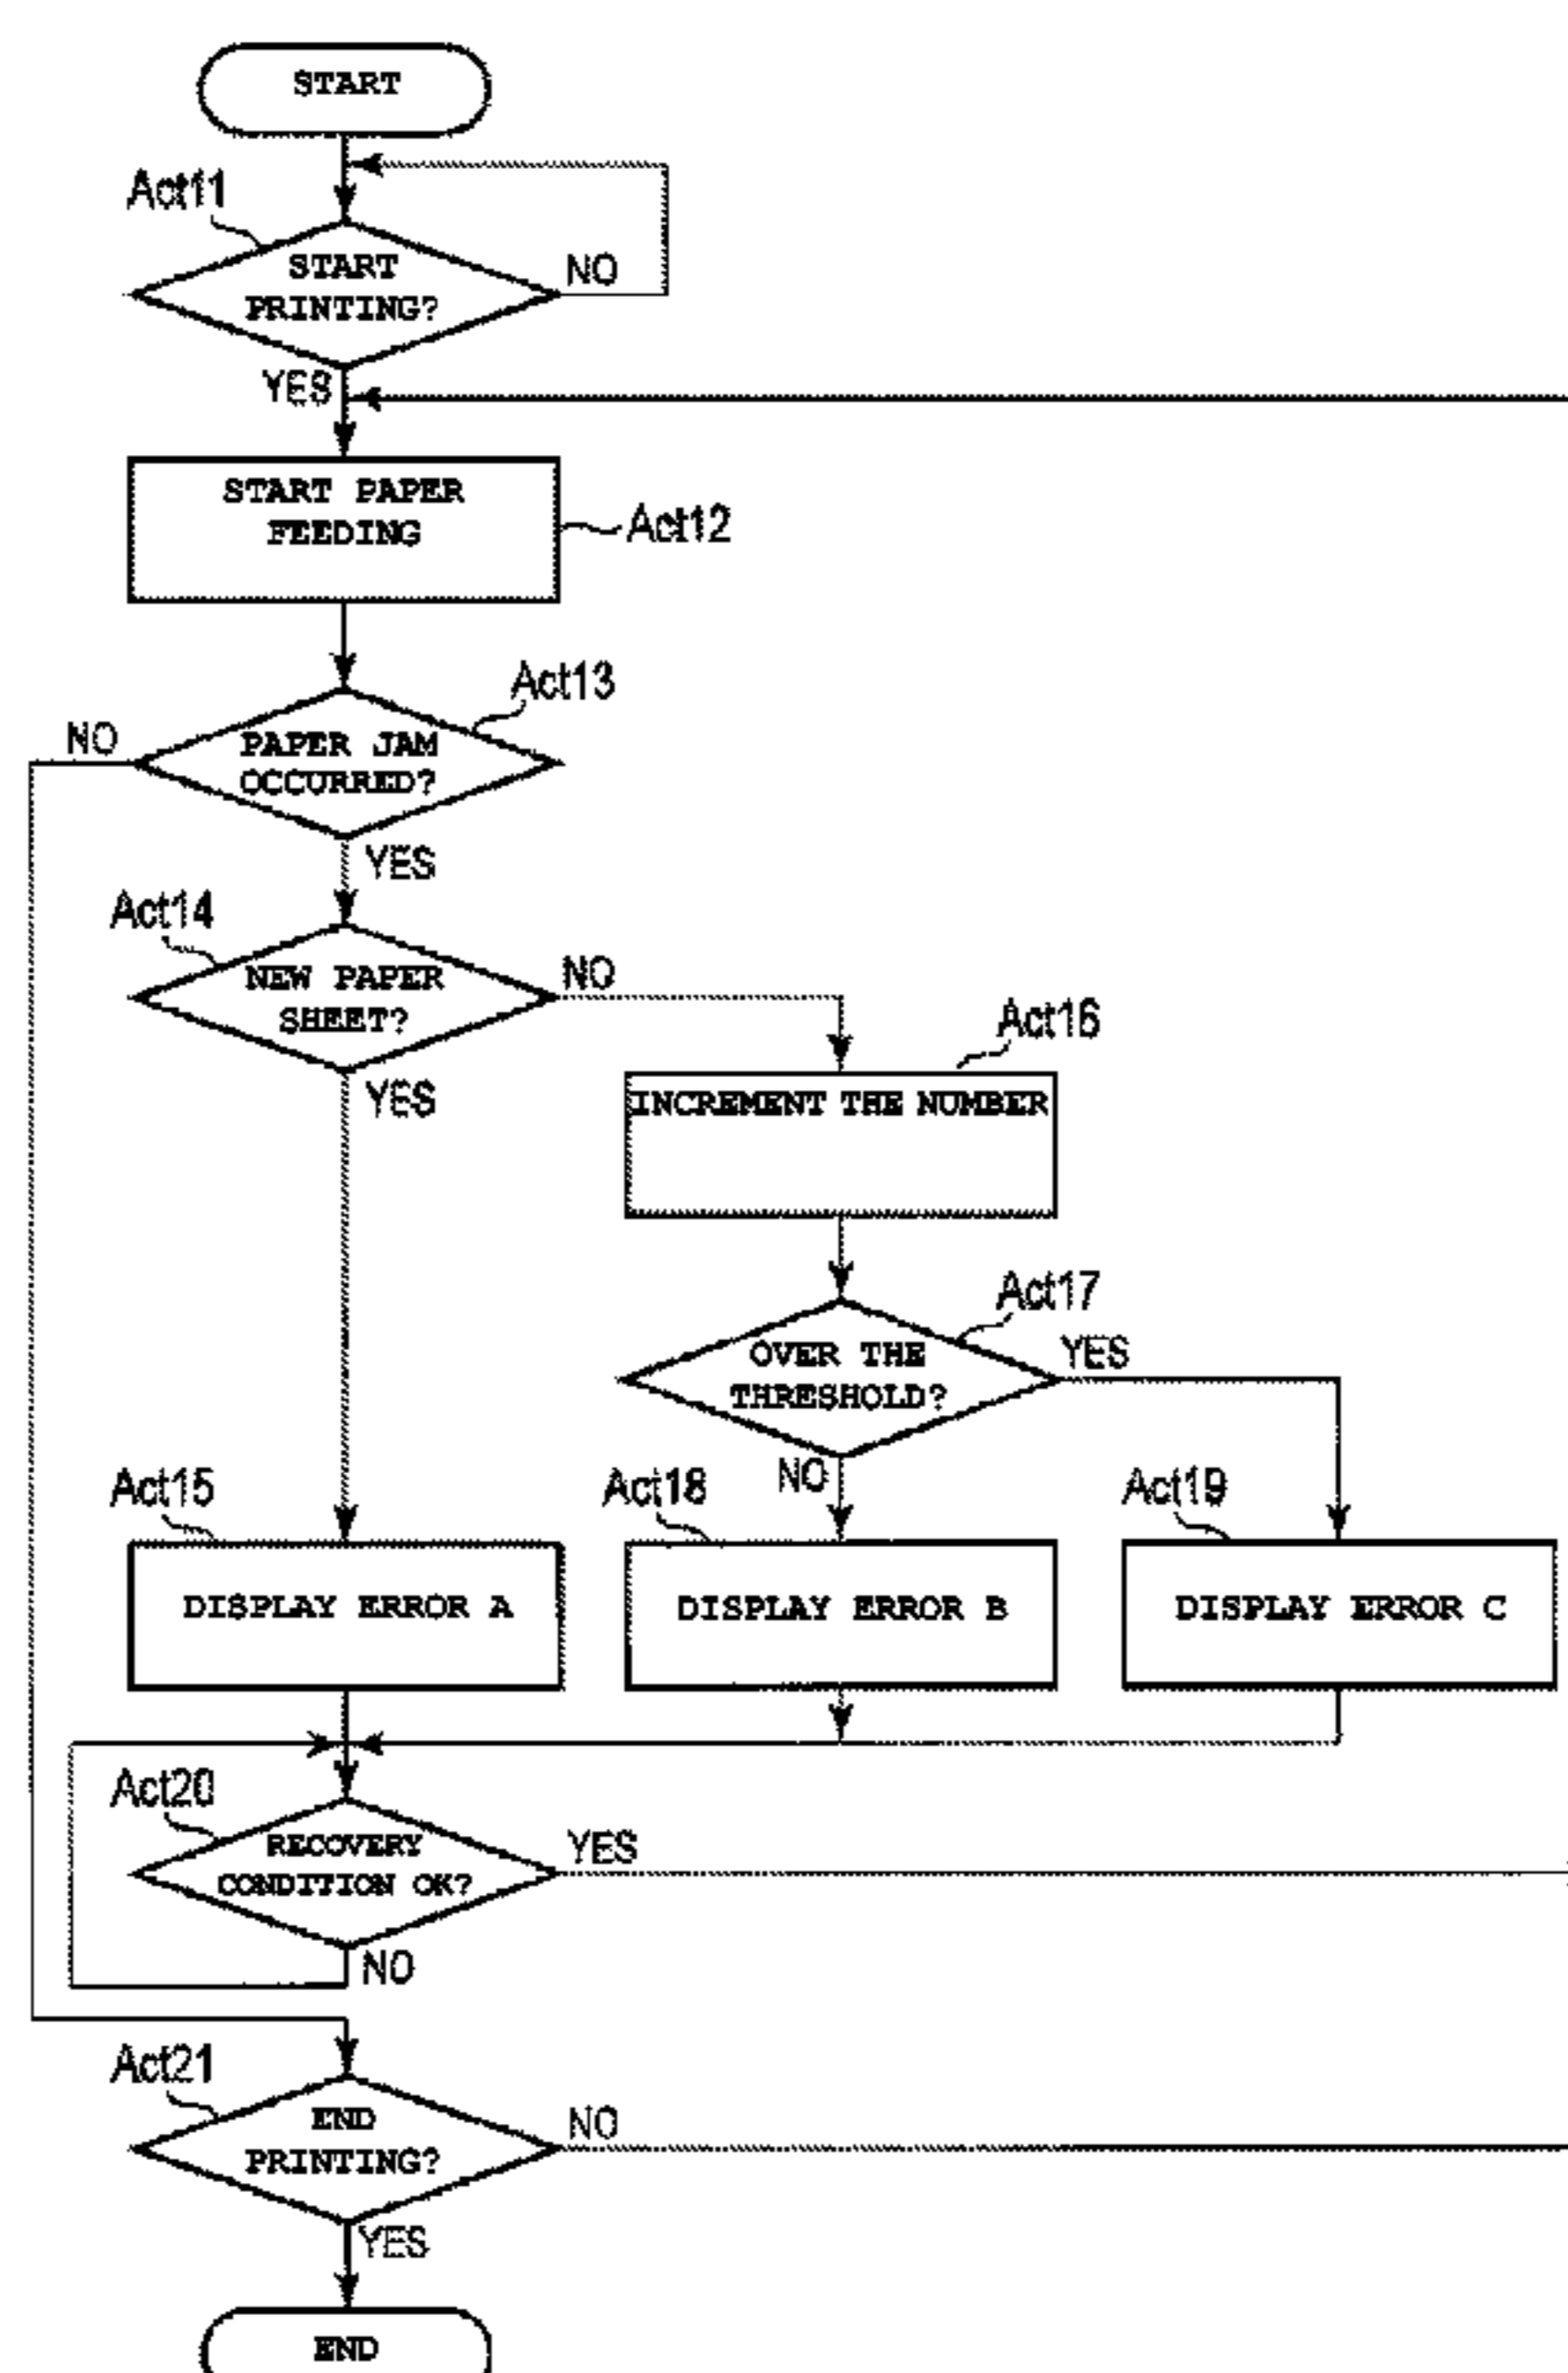 START
Act11
START
PRINTING?
NO
YES
START PAPER
FEEDING
Act12
Act13
NO
PAPER JAM
OCCURRED?
YES
Act14
NEW PAPER
SHEET?
NO
YES
Act16
INCREMENT THE NUMBER
Act17
OVER THE
THRESHOLD?
YES
NO
Act15
Act18
Act19
DISPLAY ERROR A
DISPLAY ERROR B
DISPLAY ERROR C
Act20
RECOVERY
CONDITION OK?
YES
NO
Act21
END
PRINTING?
NO
YES
END